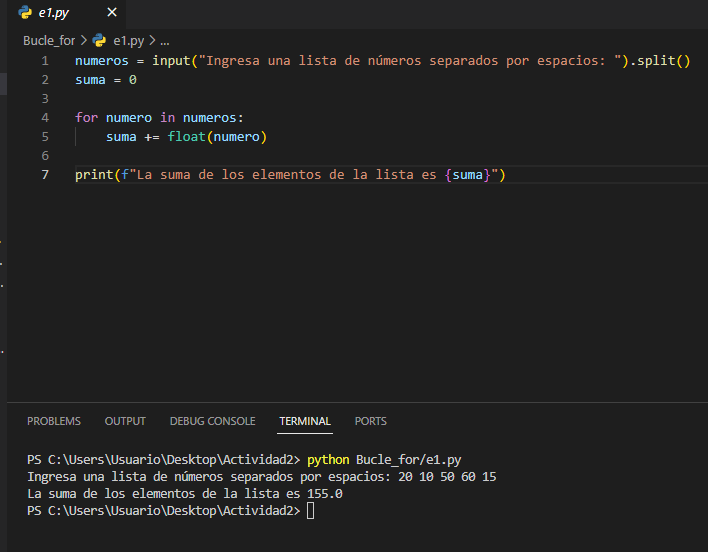 e1.py ×
Bucle_for > e1.py > ...
1 numeros = input("Ingresa una lista de números separados por espacios: ").split()
2 suma = 0
3
4 for numero in numeros:
5     suma += float(numero)
6
7 print(f"La suma de los elementos de la lista es {suma}")
PROBLEMS OUTPUT DEBUG CONSOLE TERMINAL PORTS
PS C:\Users\Usuario\Desktop\Actividad2> python Bucle_for/e1.py
Ingresa una lista de números separados por espacios: 20 10 50 60 15
La suma de los elementos de la lista es 155.0
PS C:\Users\Usuario\Desktop\Actividad2>